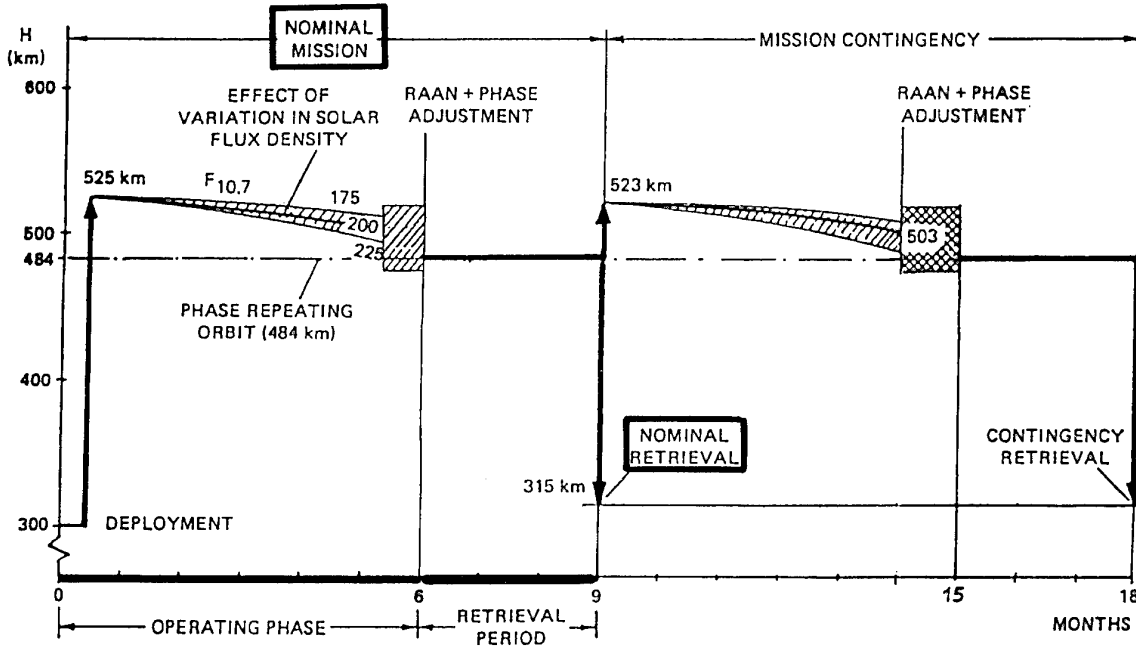 H
(km)
NOMINAL
MISSION
MISSION CONTINGENCY
600
EFFECT OF
VARIATION IN SOLAR
FLUX DENSITY
RAAN + PHASE
ADJUSTMENT
RAAN + PHASE
ADJUSTMENT
525 km
F10,7
175
200
225
523 km
503
500
484
PHASE REPEATING
ORBIT (484 km)
400
NOMINAL
RETRIEVAL
CONTINGENCY
RETRIEVAL
315 km
300
DEPLOYMENT
0
6
9
15
18
OPERATING PHASE
RETRIEVAL
PERIOD
MONTHS